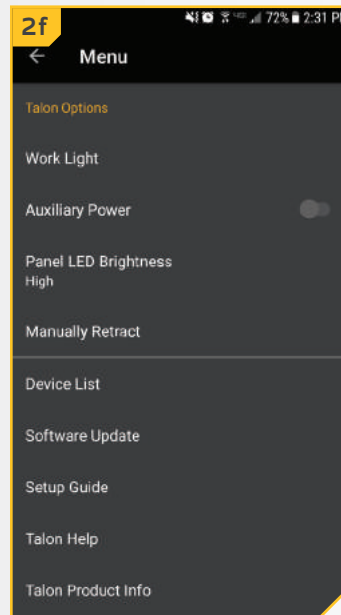 2f
72% 2:31 P
Menu
Talon Options
Work Light
Auxiliary Power
Panel LED Brightness
High
Manually Retract
Device List
Software Update
Setup Guide
Talon Help
Talon Product Info